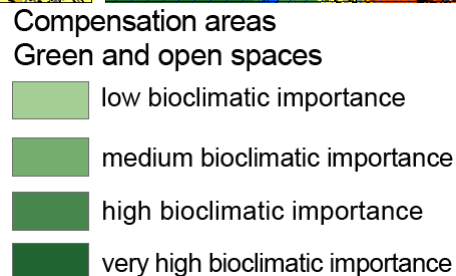 Compensation areas
Green and open spaces
low bioclimatic importance
medium bioclimatic importance
high bioclimatic importance
very high bioclimatic importance